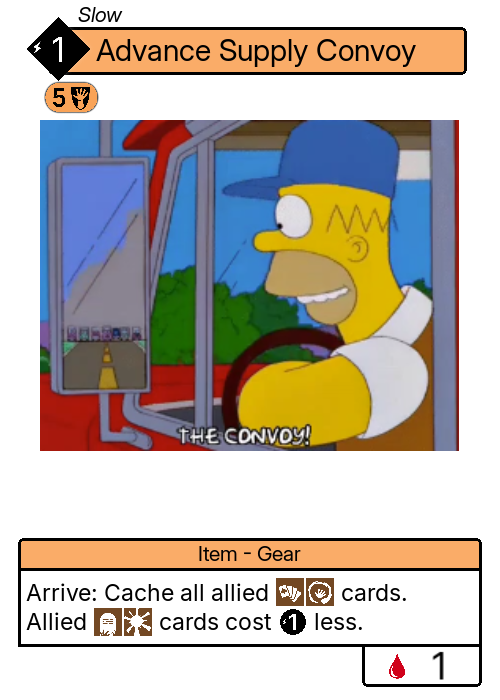 Slow
1 Advance Supply Convoy
5
THE CONVOY!
Item - Gear
Arrive: Cache all allied cards.
Allied cards cost 1 less.
1